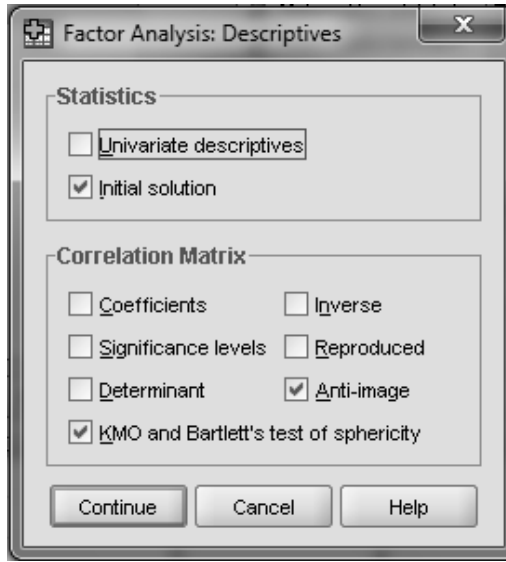 Factor Analysis: Descriptives
Statistics
Univariate descriptives
Initial solution
Correlation Matrix
Coefficients Inverse
Significance levels Reproduced
Determinant Anti-image
KMO and Bartlett's test of sphericity
Continue Cancel Help